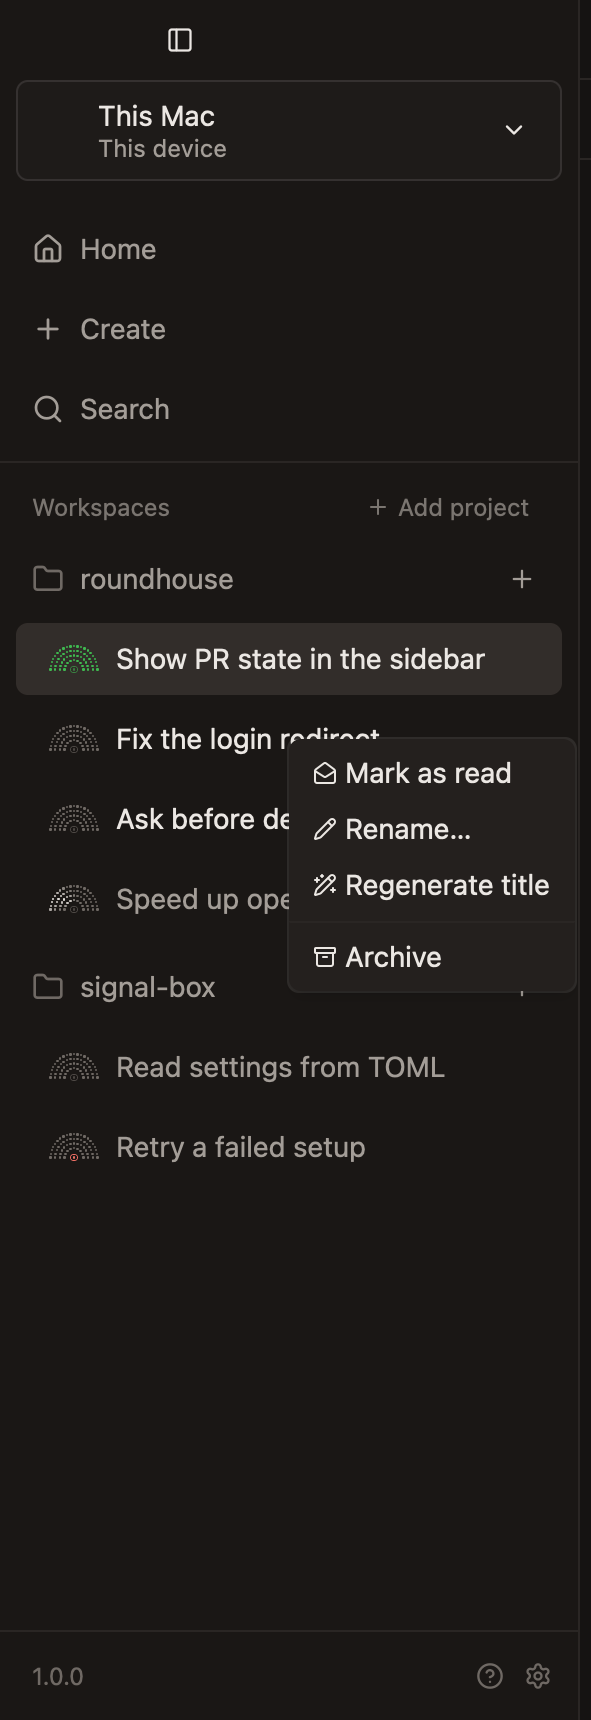 This Mac
This device
Home
Create
Search
Workspaces
+ Add project
roundhouse
Show PR state in the sidebar
Fix the login redirect
Mark as read
Ask before
Rename...
Regenerate title
Speed up
Archive
signal-box
Read settings from TOML
Retry a failed setup
1.0.0